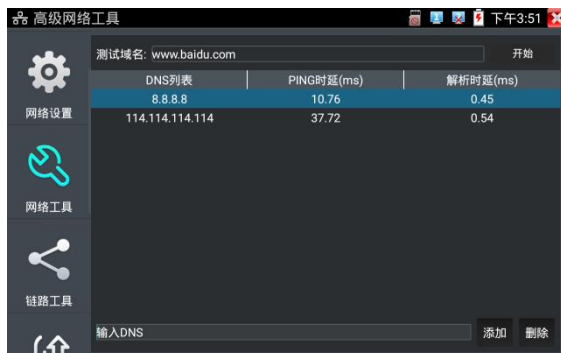 高级网络工具 下午3:51
测试域名: www.baidu.com 开始
DNS列表 PING时延(ms) 解析时延(ms)
8.8.8.8 10.76 0.45
114.114.114.114 37.72 0.54
网络设置
网络工具
链路工具
输入DNS 添加 删除